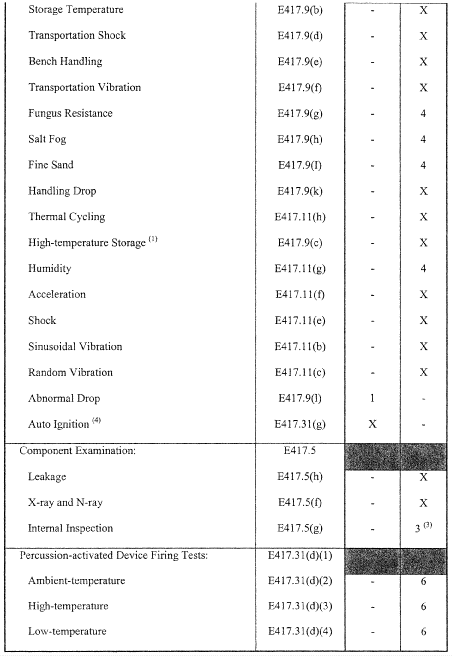 Storage Temperature E417.9(b) - X
Transportation Shock E417.9(d) - X
Bench Handling E417.9(e) - X
Transportation Vibration E417.9(f) - X
Fungus Resistance E417.9(g) - 4
Salt Fog E417.9(h) - 4
Fine Sand E417.9(I) - 4
Handling Drop E417.9(k) - X
Thermal Cycling E417.11(h) - X
High-temperature Storage (1) E417.9(c) - X
Humidity E417.11(g) - 4
Acceleration E417.11(f) - X
Shock E417.11(e) - X
Sinusoidal Vibration E417.11(b) - X
Random Vibration E417.11(c) - X
Abnormal Drop E417.9(l) 1 -
Auto Ignition (4) E417.31(g) X -
Component Examination: E417.5
Leakage E417.5(h) - X
X-ray and N-ray E417.5(f) - X
Internal Inspection E417.5(g) - 3 (3)
Percussion-activated Device Firing Tests: E417.31(d)(1)
Ambient-temperature E417.31(d)(2) - 6
High-temperature E417.31(d)(3) - 6
Low-temperature E417.31(d)(4) - 6